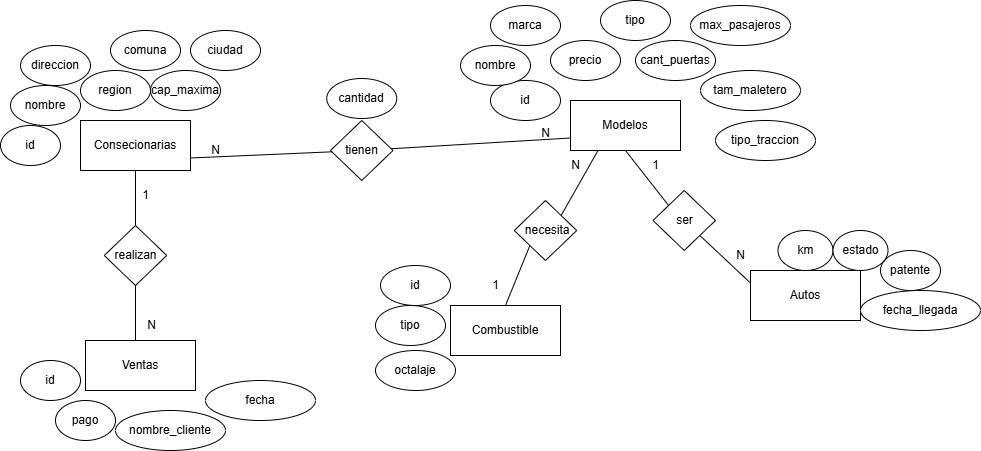 marca
tipo
max_pasajeros
comuna
ciudad
direccion
nombre
precio
cant_puertas
region
cap_maxima
tam_maletero
nombre
cantidad
id
id
Consecionarias
Modelos
tipo_traccion
N
tienen
N
1
N
1
realizan
necesita
ser
km
estado
N
patente
id
1
Autos
fecha_llegada
N
tipo
Combustible
Ventas
octalaje
id
fecha
pago
nombre_cliente